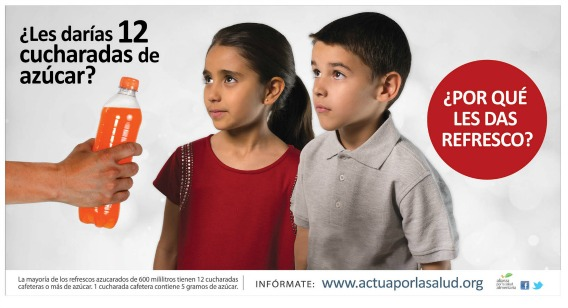 ¿Les darías 12
cucharadas de
azúcar?
¿POR QUÉ
LES DAS
REFRESCO?
La mayoría de los refrescos azucarados de 600 mililitros tienen 12 cucharadas
cafeteras o más de azúcar. 1 cucharada cafetera contiene 5 gramos de azúcar.
INFÓRMATE: www.actuaporlasalud.org
alianza
por la salud
alimentaria